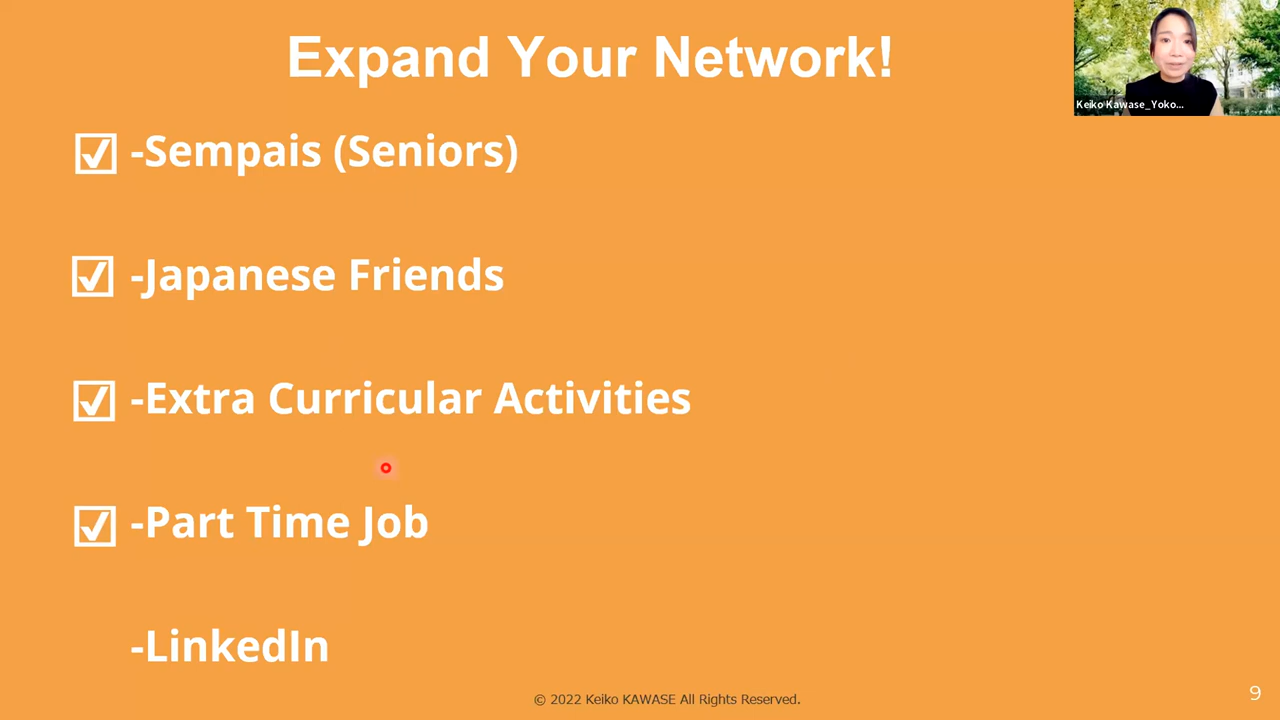 Expand Your Network!
Keiko Kawase_Yoko...
☑ -Sempais (Seniors)
☑ -Japanese Friends
☑ -Extra Curricular Activities
☑ -Part Time Job
-LinkedIn
© 2022 Keiko KAWASE All Rights Reserved.
9